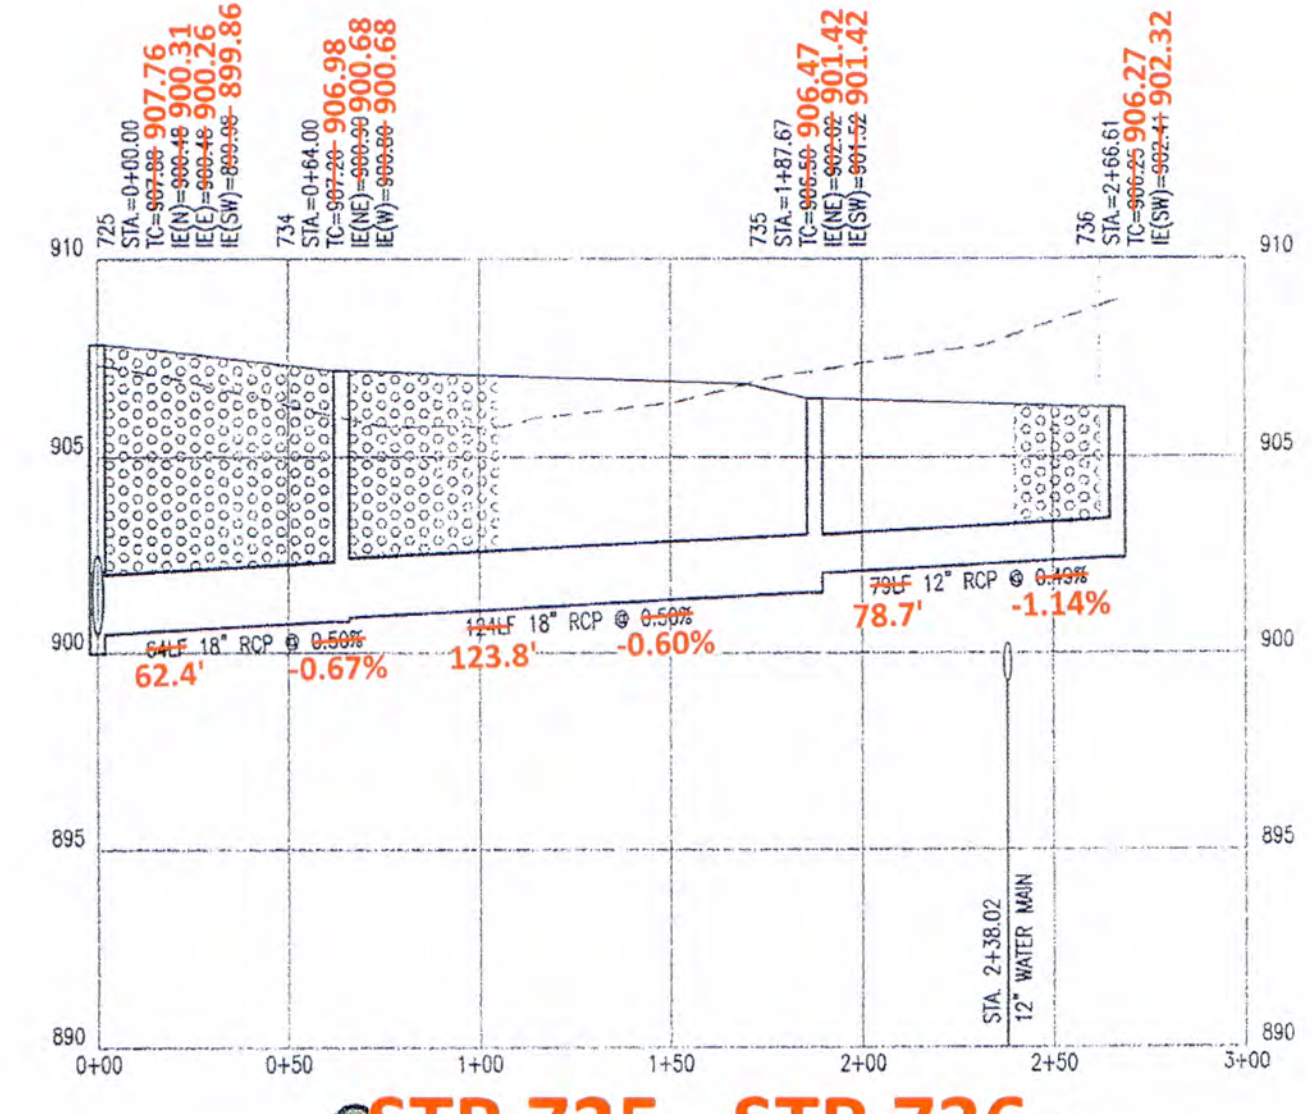 725
STA.=0+00.00
TC=907.88 907.76
IE(N)=900.48 900.31
IE(E)=900.48 900.26
IE(SW)=899.98 899.86
734
STA.=0+64.00
TC=907.20 906.98
IE(NE)=900.90 900.68
IE(W)=900.80 900.68
735
STA.=1+87.67
TC=906.50 906.47
IE(NE)=902.02 901.42
IE(SW)=901.52 901.42
736
STA.=2+66.61
TC=906.25 906.27
IE(SW)=902.41 902.32
910
910
905
905
79LF 12" RCP @ 0.49%
78.7' -1.14%
124LF 18" RCP @ 0.50%
123.8' -0.60%
64LF 18" RCP @ 0.50%
62.4' -0.67%
900
900
895
895
STA. 2+38.02
12" WATER MAIN
890
890
0+00
0+50
1+00
1+50
2+00
2+50
3+00
STR 725 - STR 736